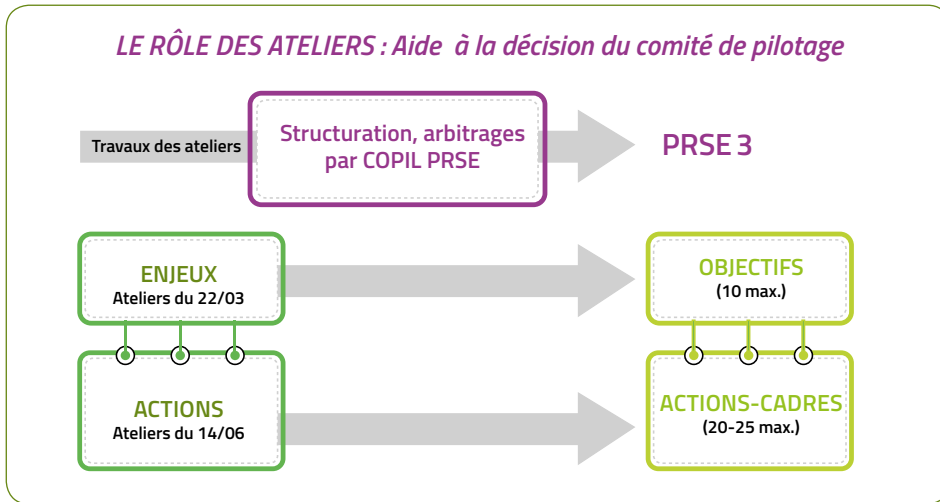 LE RÔLE DES ATELIERS : Aide à la décision du comité de pilotage
Travaux des ateliers
Structuration, arbitrages
par COPIL PRSE
PRSE 3
ENJEUX
Ateliers du 22/03
OBJECTIFS
(10 max.)
ACTIONS
Ateliers du 14/06
ACTIONS-CADRES
(20-25 max.)